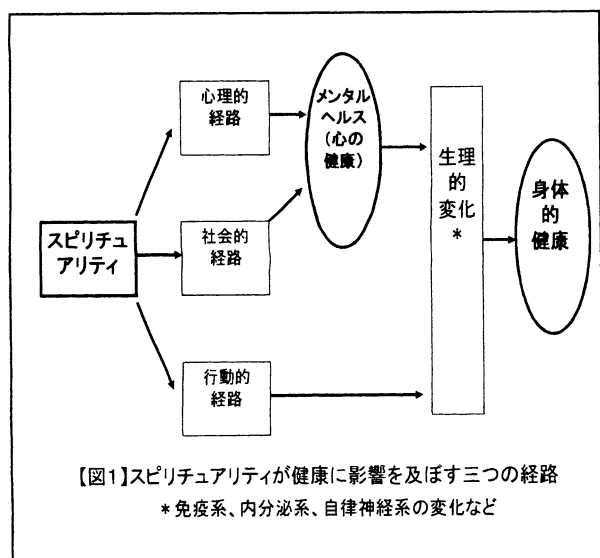 心理的
経路
メンタル
ヘルス
（心の
健康）
生理
的
変化
*
身体
的
健康
スピリチュ
アリティ
社会的
経路
行動的
経路
【図1】スピリチュアリティが健康に影響を及ぼす三つの経路
*免疫系、内分泌系、自律神経系の変化など